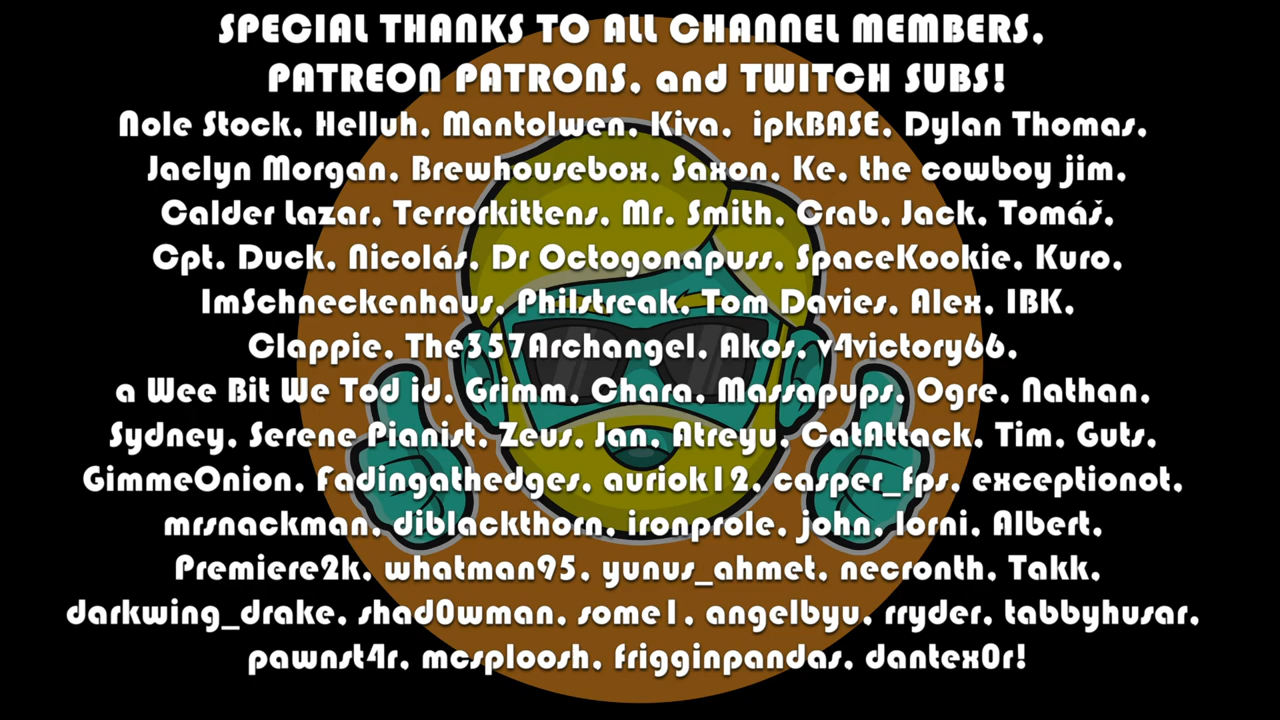 SPECIAL THANKS TO ALL CHANNEL MEMBERS,
PATREON PATRONS, and TWITCH SUBS!
Nole Stock, Helluh, Mantolwen, Kiva, ipkBASE, Dylan Thomas,
Jaclyn Morgan, Brewhousebox, Saxon, Ke, the cowboy jim,
Calder Lazar, Terrorkittens, Mr. Smith, Crab, Jack, Tomáš,
Cpt. Duck, Nicolás, Dr Octogonapuss, SpaceKookie, Kuro,
ImSchneckenhaus, Philstreak, Tom Davies, Alex, IBK,
Clappie, The357Archangel, Akos, v4victory66,
a Wee Bit We Tod id, Grimm, Chara, Massapups, Ogre, Nathan,
Sydney, Serene Pianist, Zeus, Jan, Atreyu, CatAttack, Tim, Guts,
GimmeOnion, Fadingathedges, auriok12, casper_fps, exceptionot,
mrsnackman, diblackthorn, ironprole, john, lorni, Albert,
Premiere2k, whatman95, yunus_ahmet, necronth, Takk,
darkwing_drake, shad0wman, some1, angelbyu, rryder, tabbyhusar,
pawnst4r, mcsploosh, frigginpandas, dantex0r!